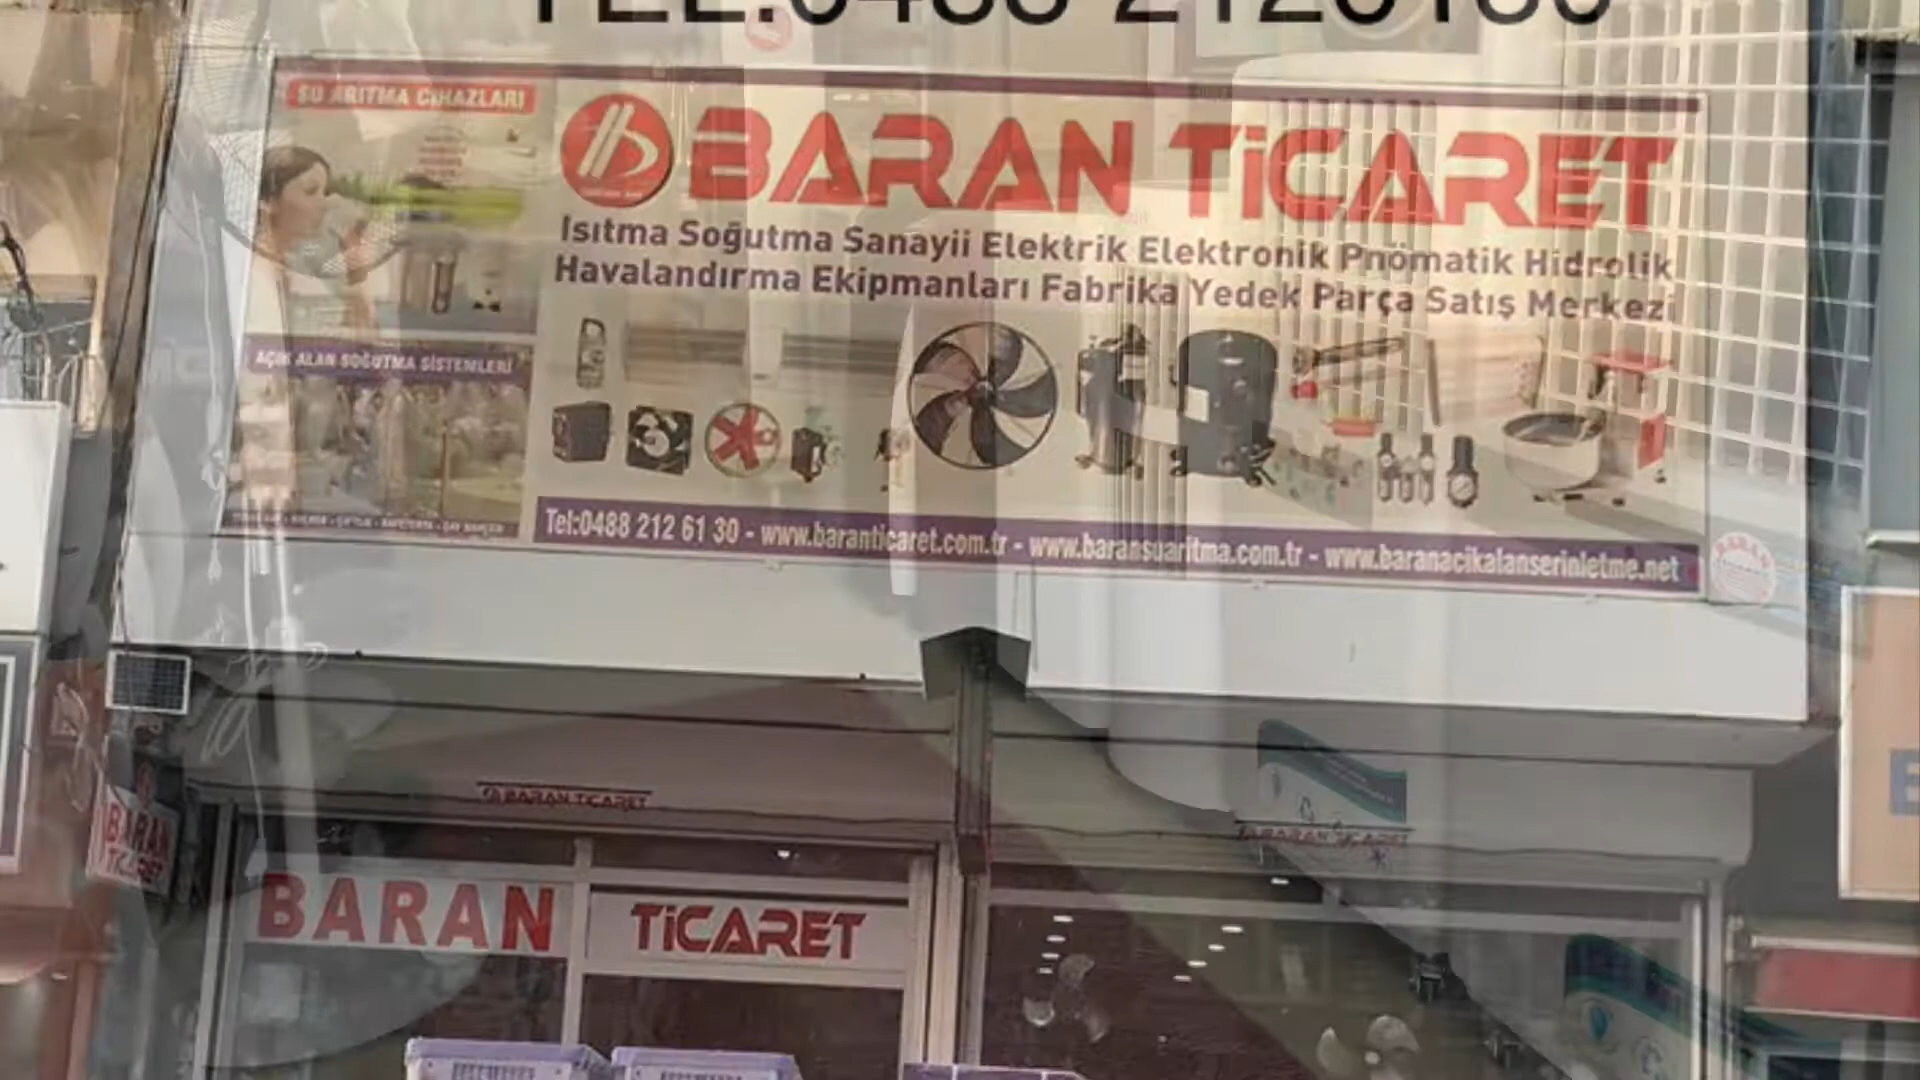 SU ARITMA CİHAZLARI
BARAN TİCARET
Isıtma Soğutma Sanayii Elektrik Elektronik Pnömatik Hidrolik
Havalandırma Ekipmanları Fabrika Yedek Parça Satış Merkezi
AÇIK ALAN SOĞUTMA SİSTEMLERİ
Tel:0488 212 61 30 - www.baranticaret.com.tr - www.baransuaritma.com.tr - www.baranacikalanserinletme.net
BARAN TİCARET
BARAN TİCARET
BARAN
TİCARET
BARAN
TİCARET